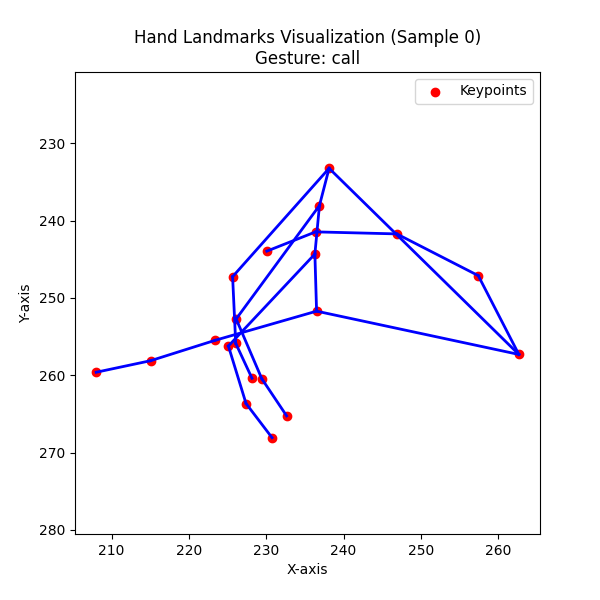 Hand Landmarks Visualization (Sample 0)
Gesture: call
Keypoints
230
240
250
260
270
280
Y-axis
210
220
230
240
250
260
X-axis